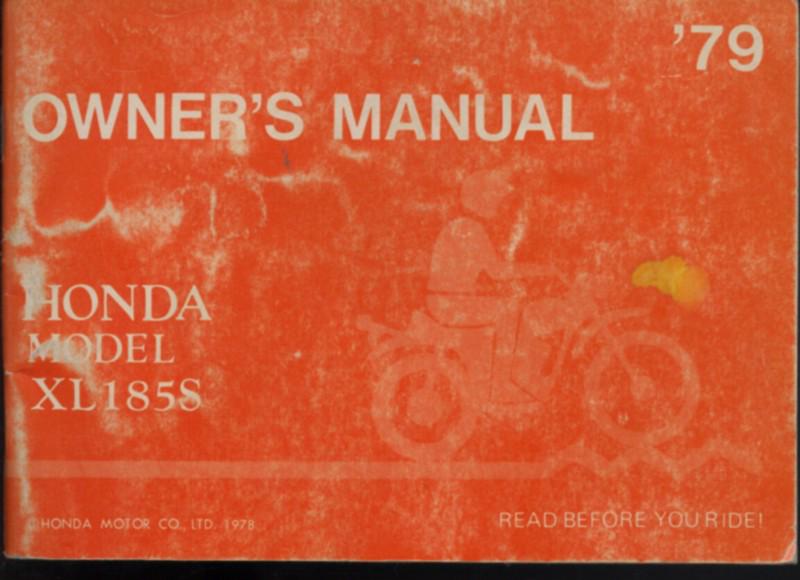 '79
OWNER'S MANUAL
HONDA
MODEL
XL185S
©HONDA MOTOR CO., LTD. 1978
READ BEFORE YOU RIDE!